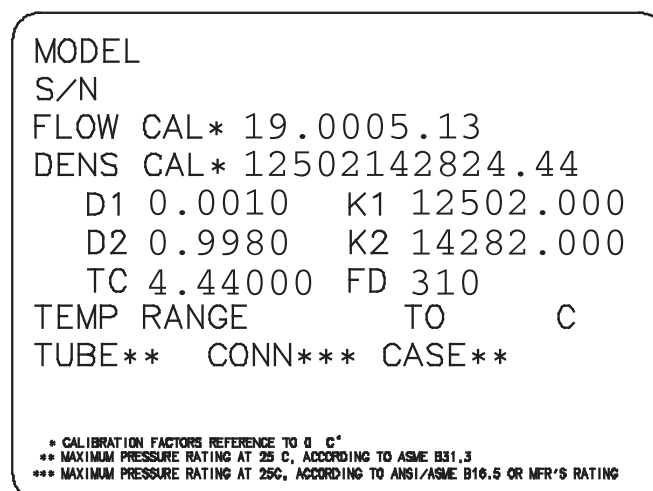 MODEL
S/N
FLOW CAL* 19.0005.13
DENS CAL* 12502142824.44
D1 0.0010 K1 12502.000
D2 0.9980 K2 14282.000
TC 4.44000 FD 310
TEMP RANGE TO C
TUBE** CONN*** CASE**
* CALIBRATION FACTORS REFERENCE TO 0 C°
** MAXIMUM PRESSURE RATING AT 25 C, ACCORDING TO ASME B31.3
*** MAXIMUM PRESSURE RATING AT 25C, ACCORDING TO ANSI/ASME B16.5 OR MFR'S RATING